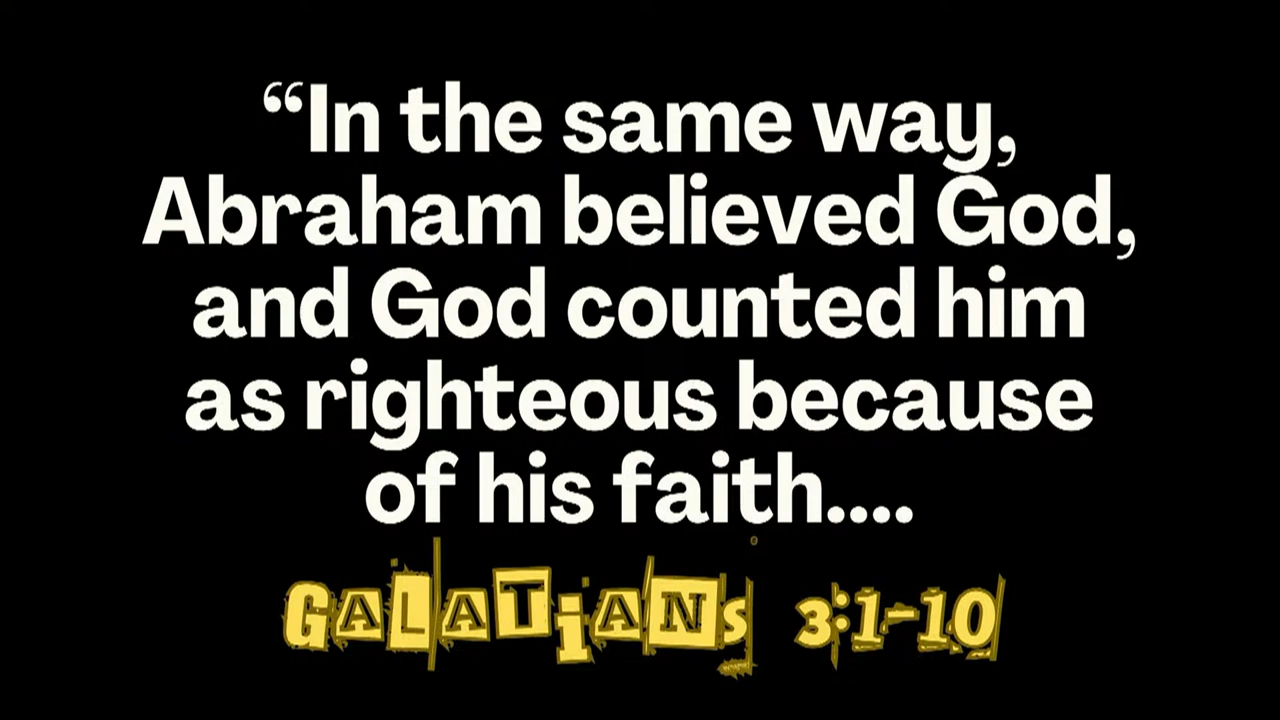 “In the same way,
Abraham believed God,
and God counted him
as righteous because
of his faith....
GALATiANs 3:1-10